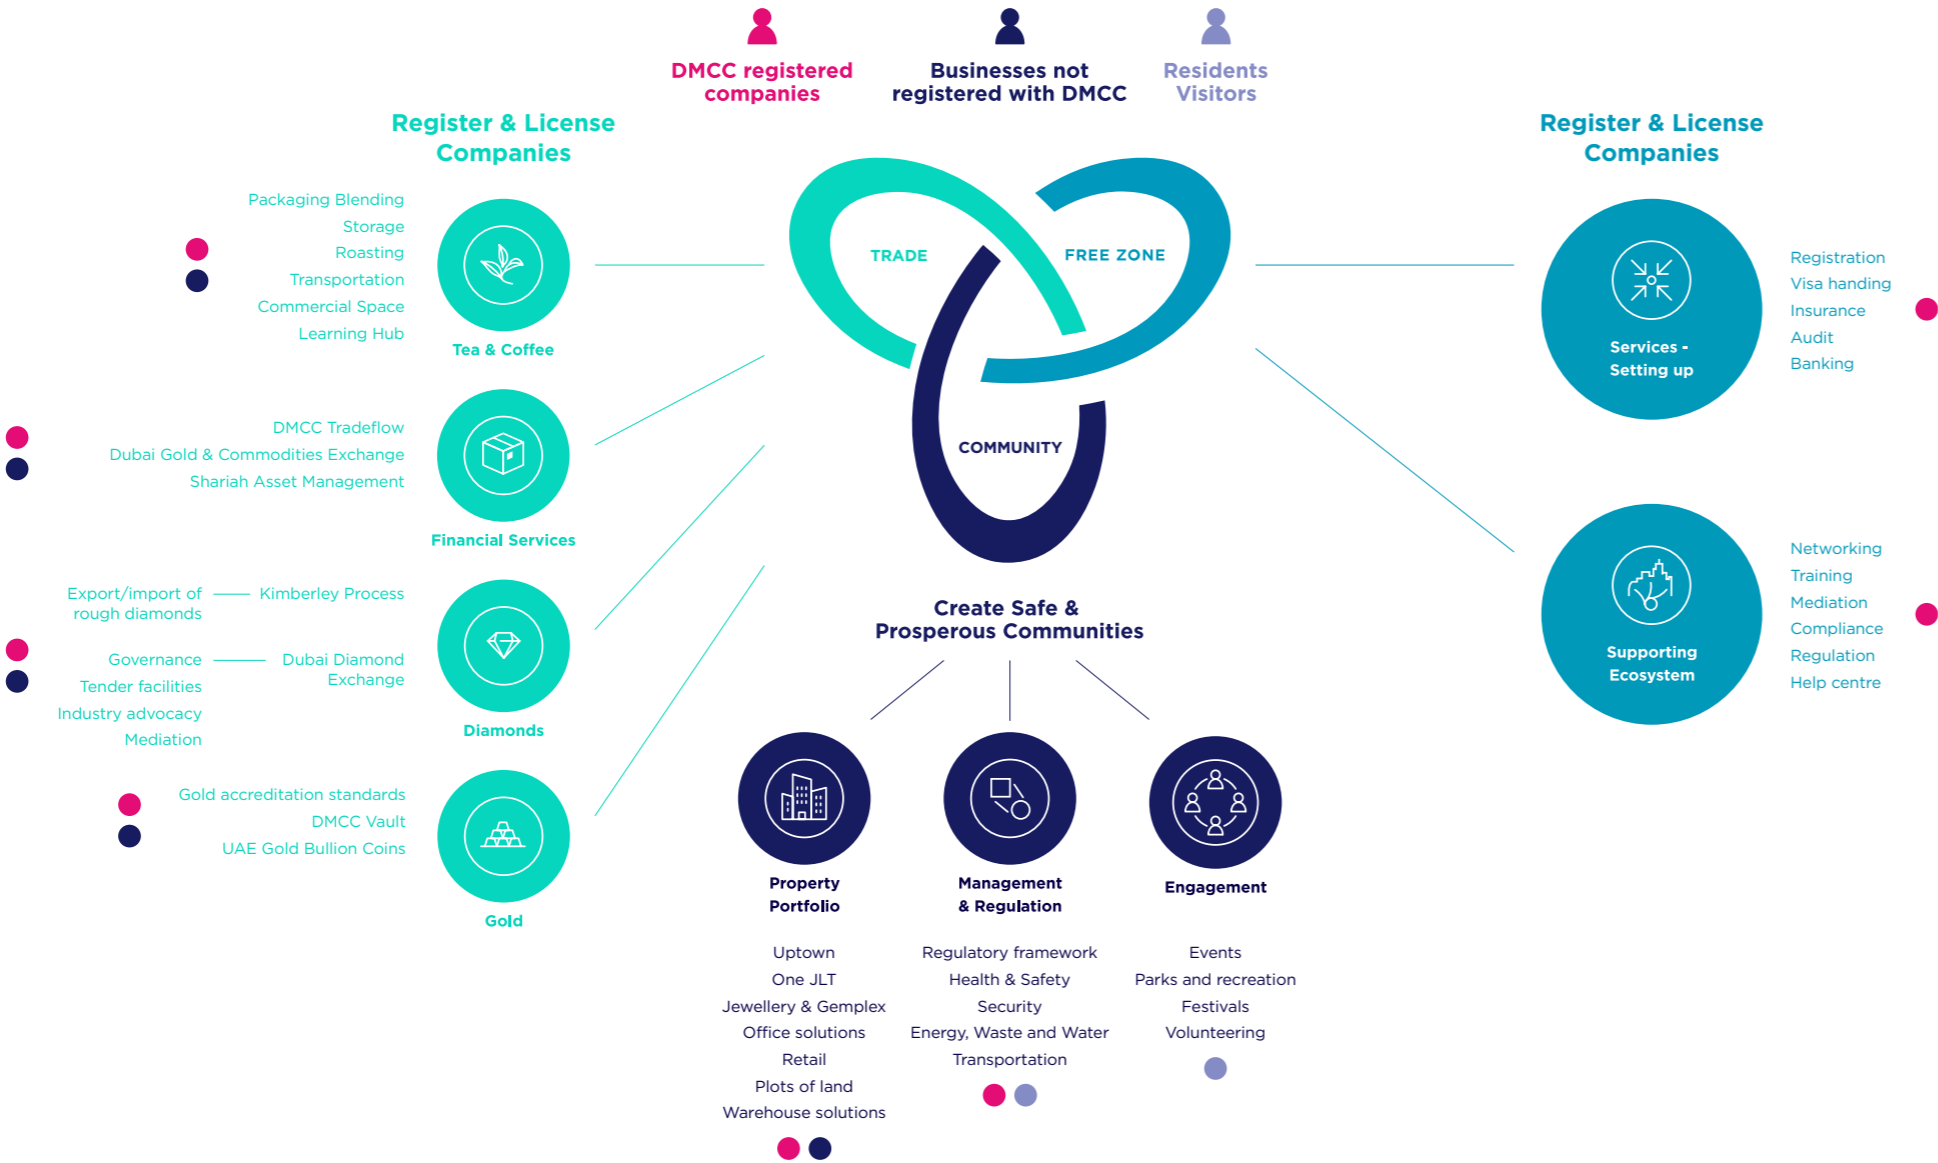 DMCC registered
companies
Businesses not
registered with DMCC
Residents
Visitors
Register & License
Companies
Packaging Blending
Storage
Roasting
Transportation
Commercial Space
Learning Hub
Tea & Coffee
DMCC Tradeflow
Dubai Gold & Commodities Exchange
Shariah Asset Management
Financial Services
Export/import of
rough diamonds
Kimberley Process
Governance
Tender facilities
Industry advocacy
Mediation
Dubai Diamond
Exchange
Diamonds
Gold accreditation standards
DMCC Vault
UAE Gold Bullion Coins
Gold
TRADE
FREE ZONE
COMMUNITY
Create Safe &
Prosperous Communities
Property
Portfolio
Uptown
One JLT
Jewellery & Gemplex
Office solutions
Retail
Plots of land
Warehouse solutions
Management
& Regulation
Regulatory framework
Health & Safety
Security
Energy, Waste and Water
Transportation
Engagement
Events
Parks and recreation
Festivals
Volunteering
Register & License
Companies
Services -
Setting up
Registration
Visa handing
Insurance
Audit
Banking
Supporting
Ecosystem
Networking
Training
Mediation
Compliance
Regulation
Help centre